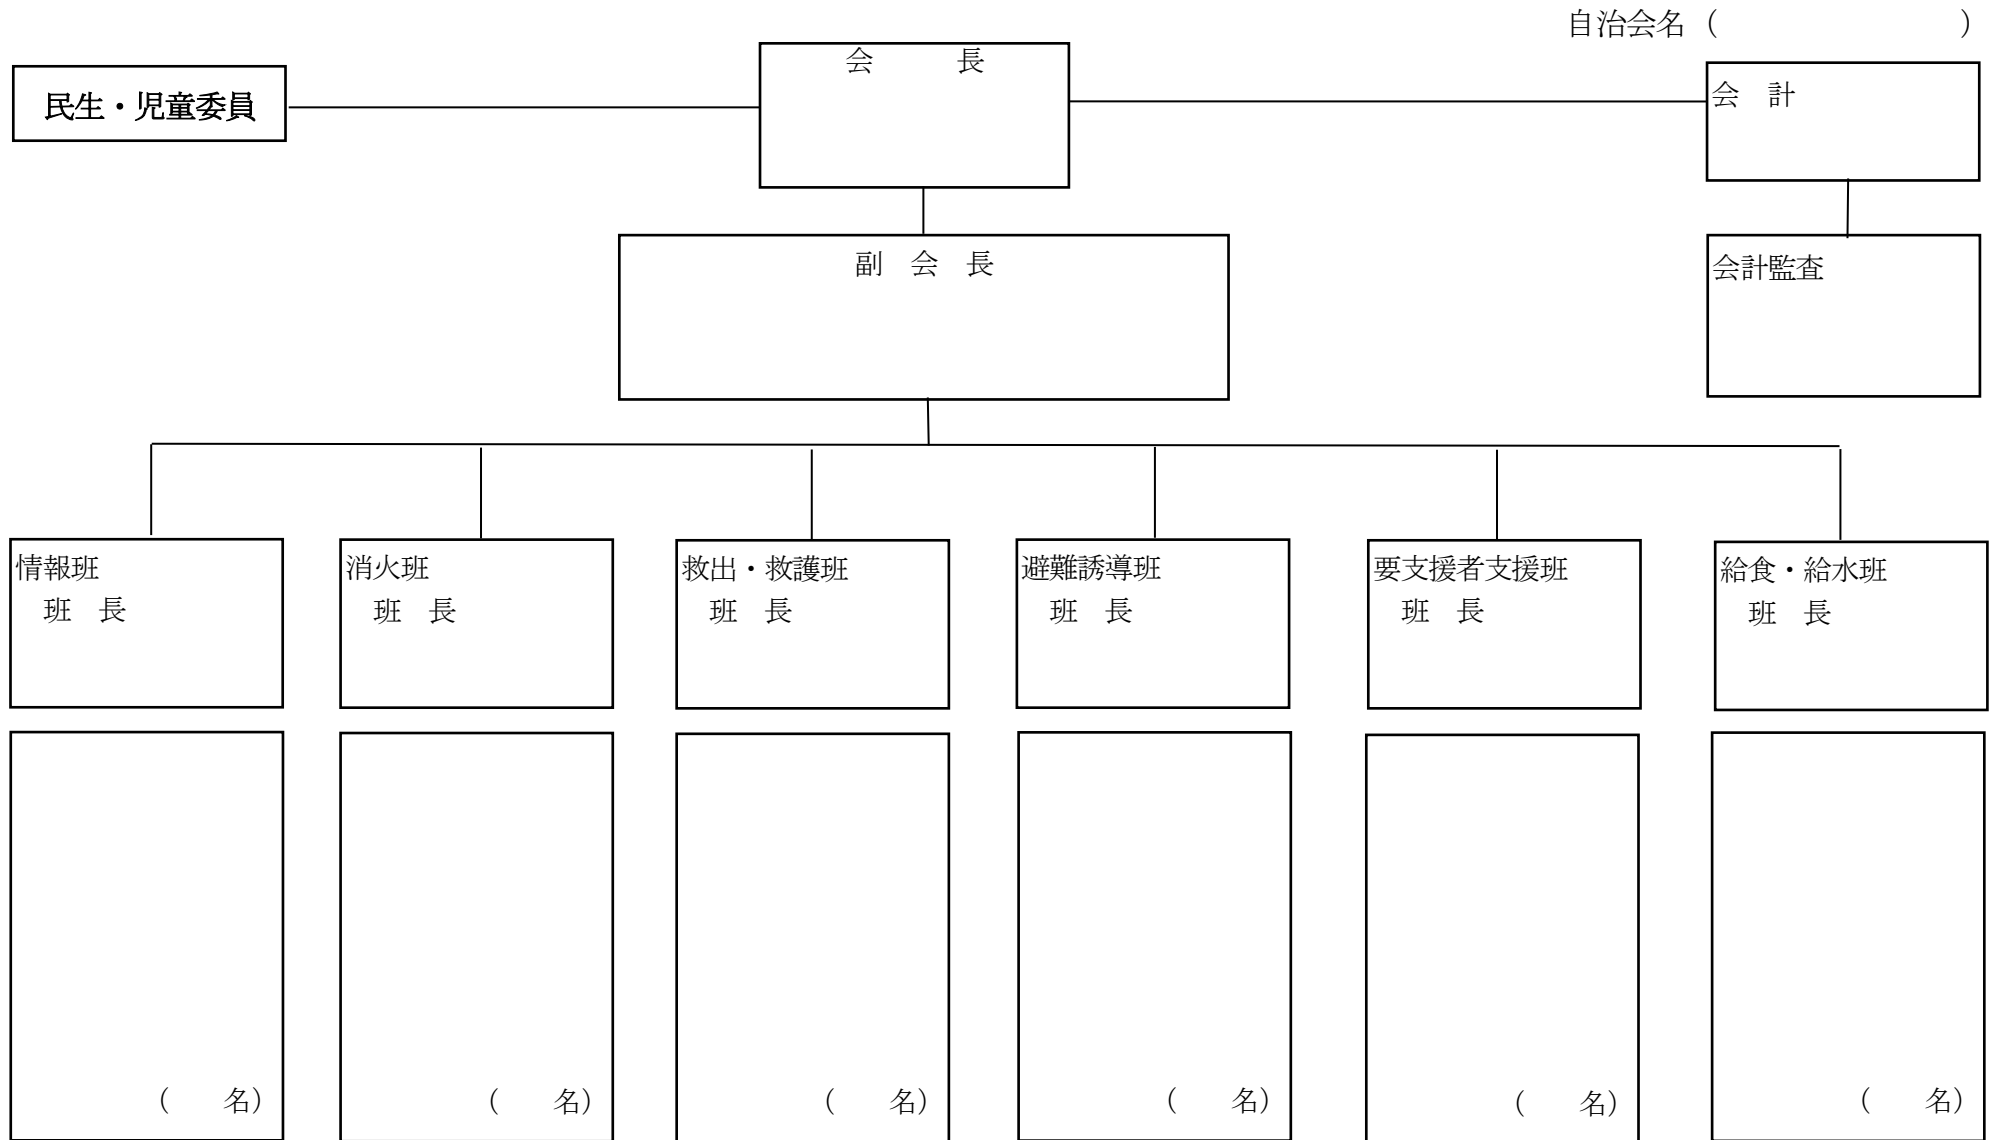 自治会名（　　　　　　　　）
会　　　長
民生・児童委員
会　計
副　会　長
会計監査
情報班
班　長
消火班
班　長
救出・救護班
班　長
避難誘導班
班　長
要支援者支援班
班　長
給食・給水班
班　長
（　　名）
（　　名）
（　　名）
（　　名）
（　　名）
（　　名）